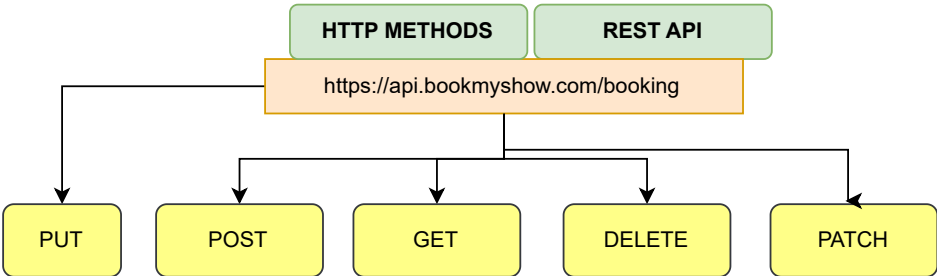 HTTP METHODS
REST API
https://api.bookmyshow.com/booking
PUT
POST
GET
DELETE
PATCH